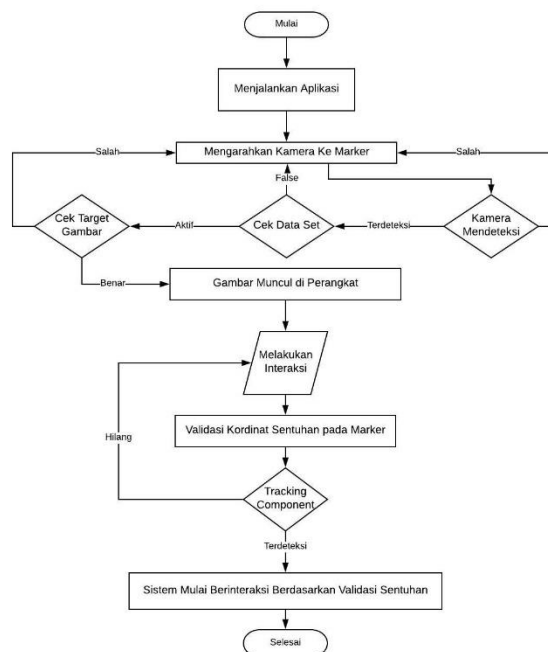 Mulai
Menjalankan Aplikasi
Salah
Mengarahkan Kamera Ke Marker
Salah
False
Cek Target
Gambar
Aktif
Cek Data Set
Terdeteksi
Kamera
Mendeteksi
Benar
Gambar Muncul di Perangkat
Melakukan
Interaksi
Hilang
Validasi Kordinat Sentuhan pada Marker
Tracking
Component
Terdeteksi
Sistem Mulai Berinteraksi Berdasarkan Validasi Sentuhan
Selesai